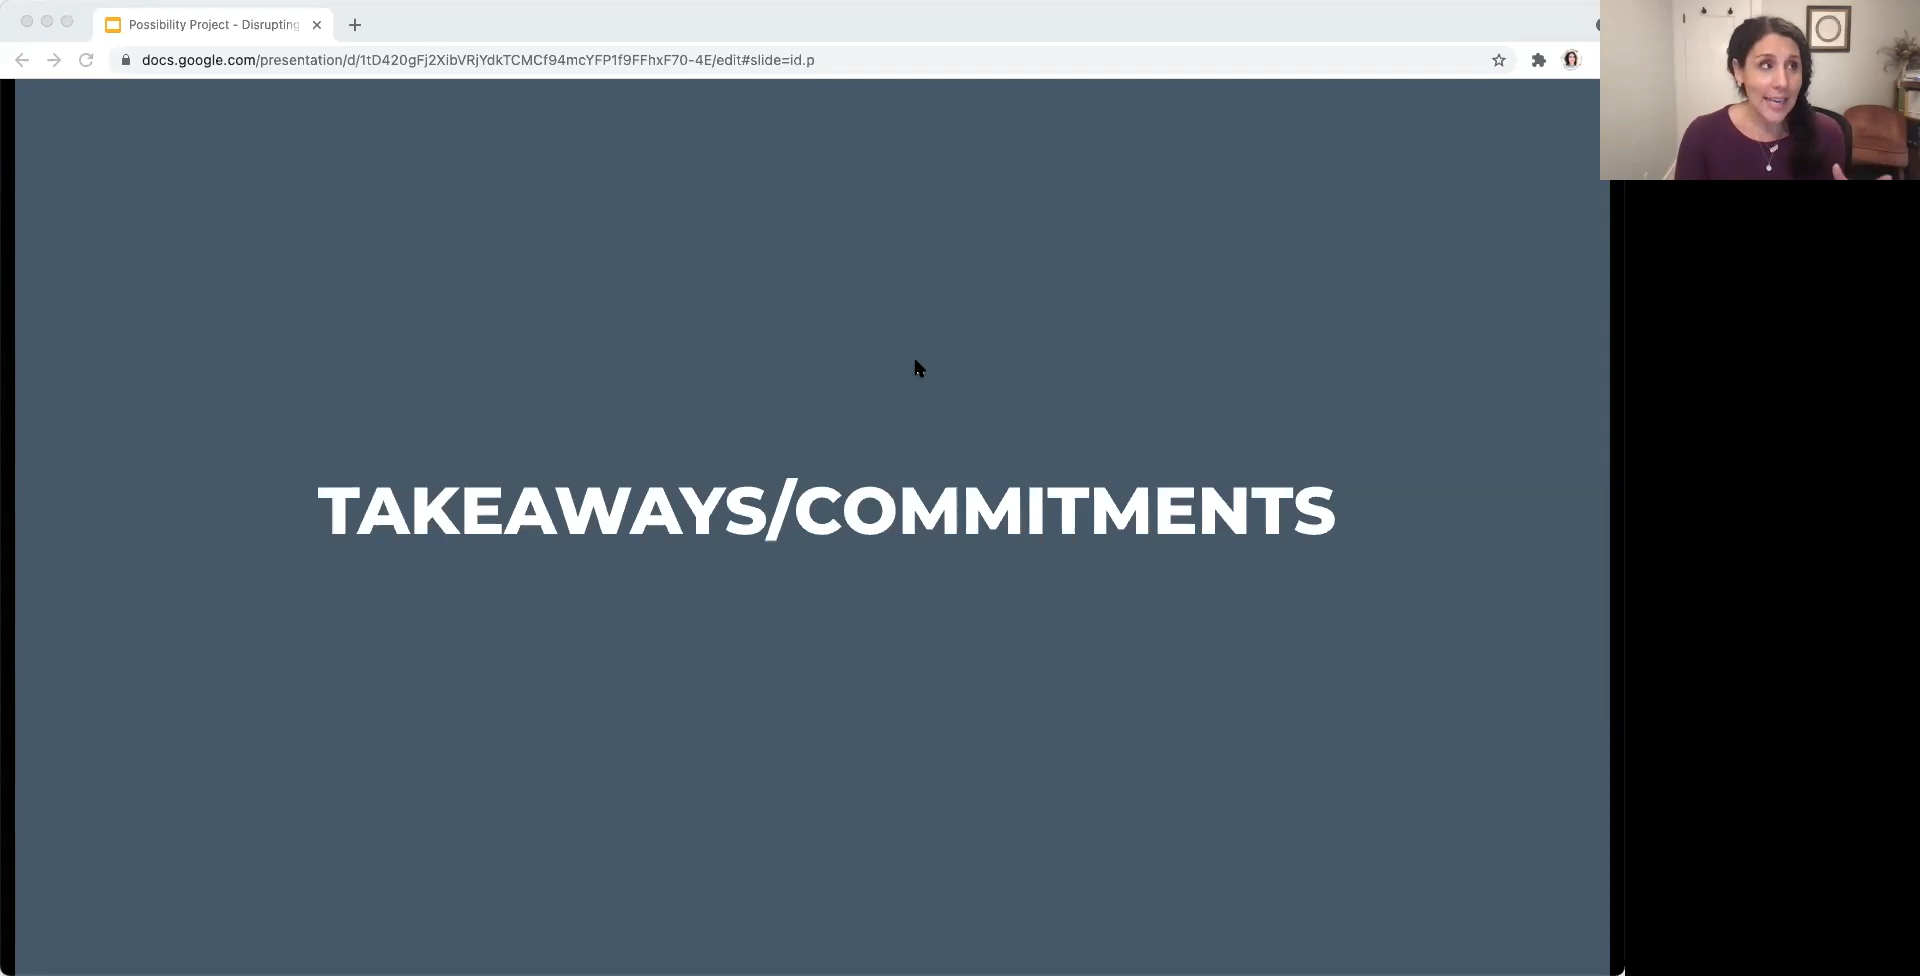 Possibility Project - Disrupting
docs.google.com/presentation/d/1tD420gFj2XibVRjYdkTCMCf94mcYFP1f9FFhxF70-4E/edit#slide=id.p
TAKEAWAYS/COMMITMENTS